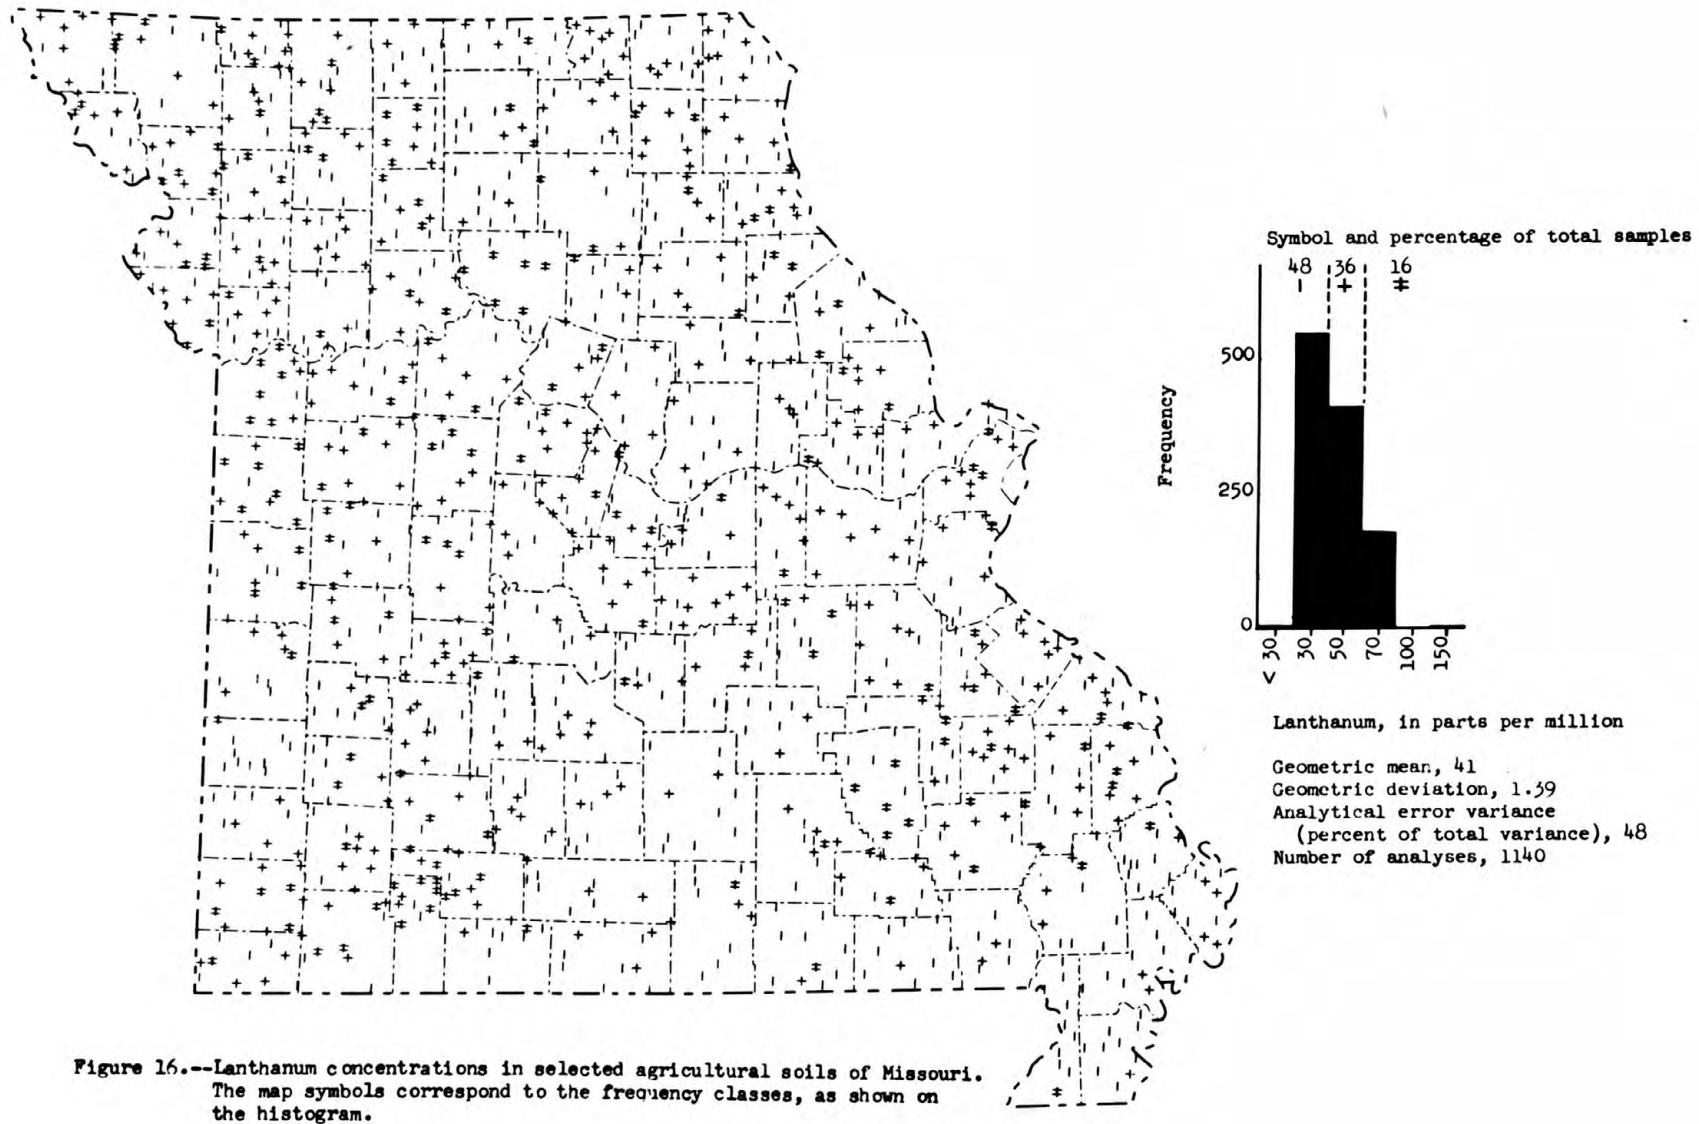 Symbol and percentage of total samples
48 36 16
| + ‡
500
250
0
Frequency
<30 30 50 70 100 150
Lanthanum, in parts per million
Geometric mean, 41
Geometric deviation, 1.39
Analytical error variance
(percent of total variance), 48
Number of analyses, 1140
Figure 16.--Lanthanum concentrations in selected agricultural soils of Missouri.
The map symbols correspond to the frequency classes, as shown on
the histogram.